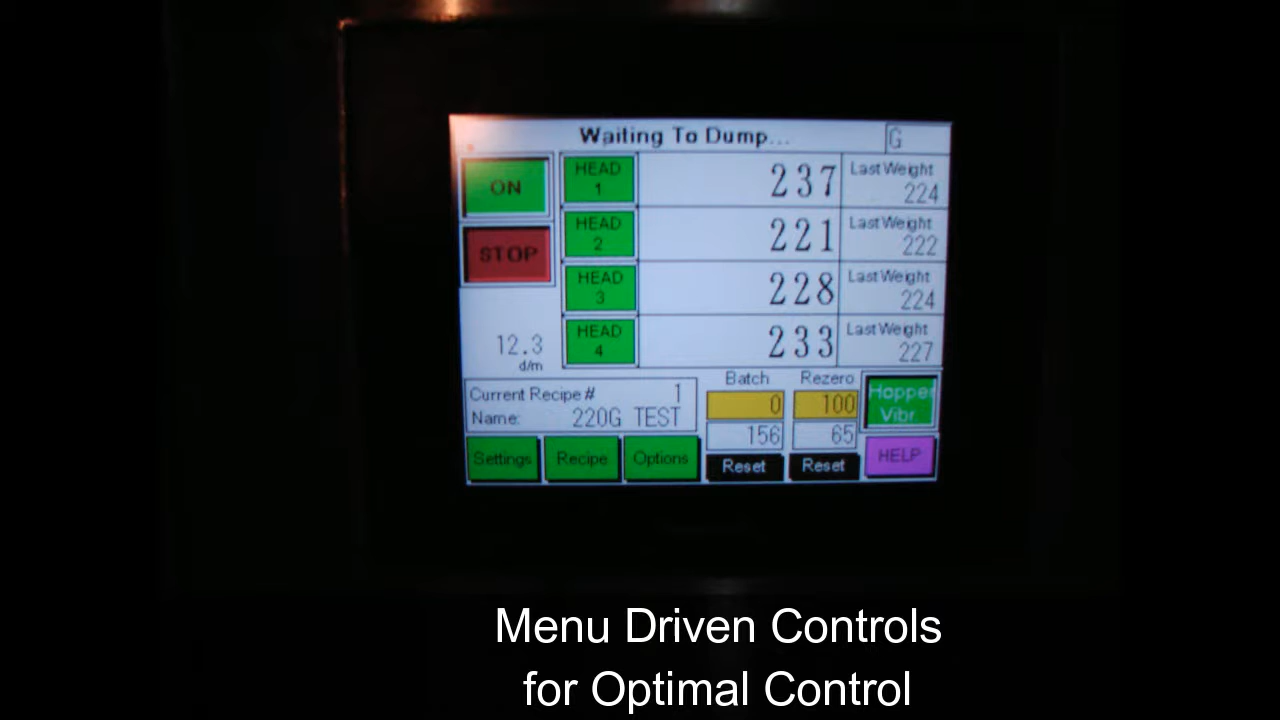 Waiting To Dump... G
ON
HEAD 1
237
Last Weight 224
STOP
HEAD 2
221
Last Weight 222
HEAD 3
228
Last Weight 224
12.3 d/m
HEAD 4
233
Last Weight 227
Current Recipe # 1
Name: 220G TEST
Batch
0
156
Reset
Rezero
100
65
Reset
Hopper
Vibr.
Settings
Recipe
Options
HELP
Menu Driven Controls
for Optimal Control